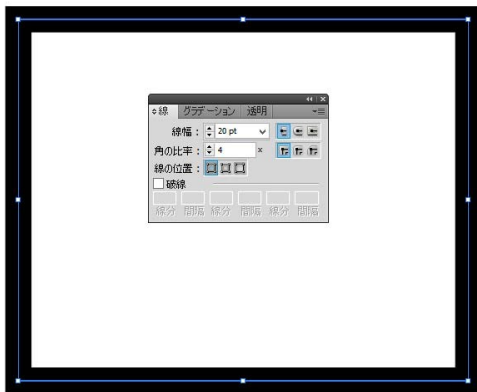 線 グラデーション 透明
線幅： 20 pt
角の比率： 4 ×
線の位置：
破線
線分 間隔 線分 間隔 線分 間隔